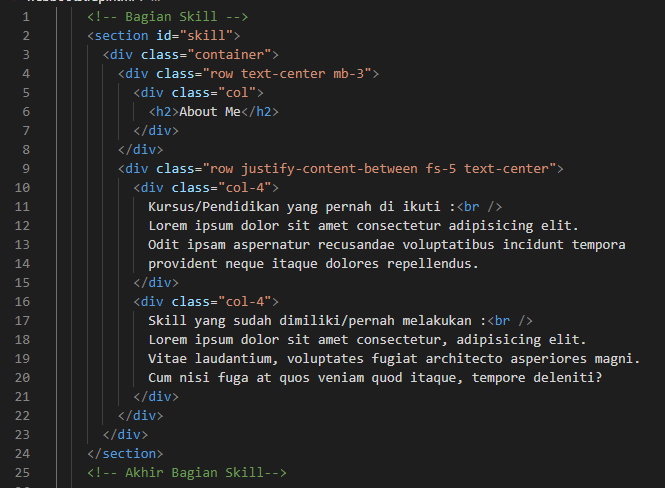 1 <!-- Bagian Skill -->
2 <section id="skill">
3 <div class="container">
4 <div class="row text-center mb-3">
5 <div class="col">
6 <h2>About Me</h2>
7 </div>
8 </div>
9 <div class="row justify-content-between fs-5 text-center">
10 <div class="col-4">
11 Kursus/Pendidikan yang pernah di ikuti :<br />
12 Lorem ipsum dolor sit amet consectetur adipisicing elit.
13 Odit ipsam aspernatur recusandae voluptatibus incidunt tempora
14 provident neque itaque dolores repellendus.
15 </div>
16 <div class="col-4">
17 Skill yang sudah dimiliki/pernah melakukan :<br />
18 Lorem ipsum dolor sit amet consectetur, adipisicing elit.
19 Vitae laudantium, voluptates fugiat architecto asperiores magni.
20 Cum nisi fuga at quos veniam quod itaque, tempore deleniti?
21 </div>
22 </div>
23 </div>
24 </section>
25 <!-- Akhir Bagian Skill-->